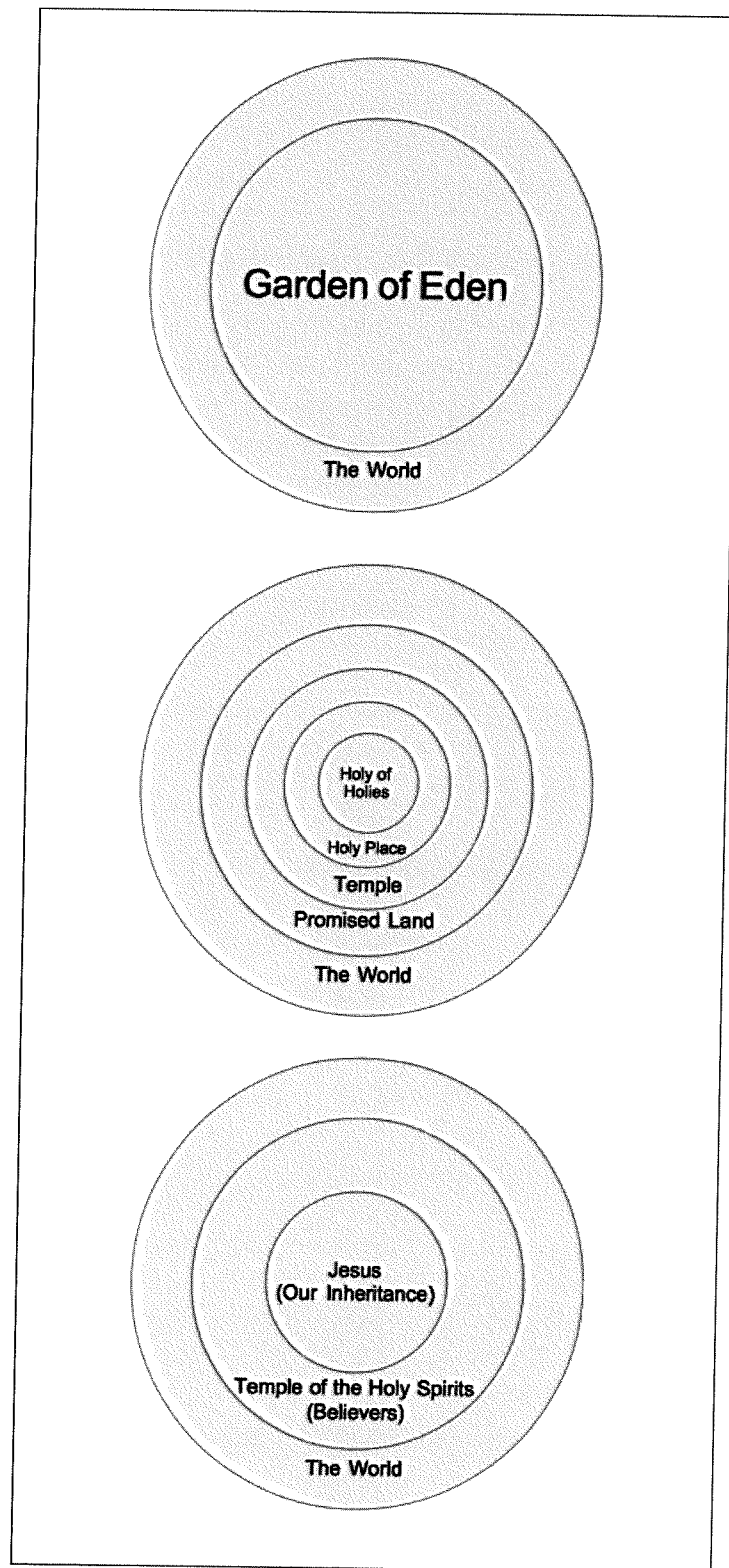 Garden of Eden
The World
Holy of
Holies
Holy Place
Temple
Promised Land
The World
Jesus
(Our Inheritance)
Temple of the Holy Spirits
(Believers)
The World